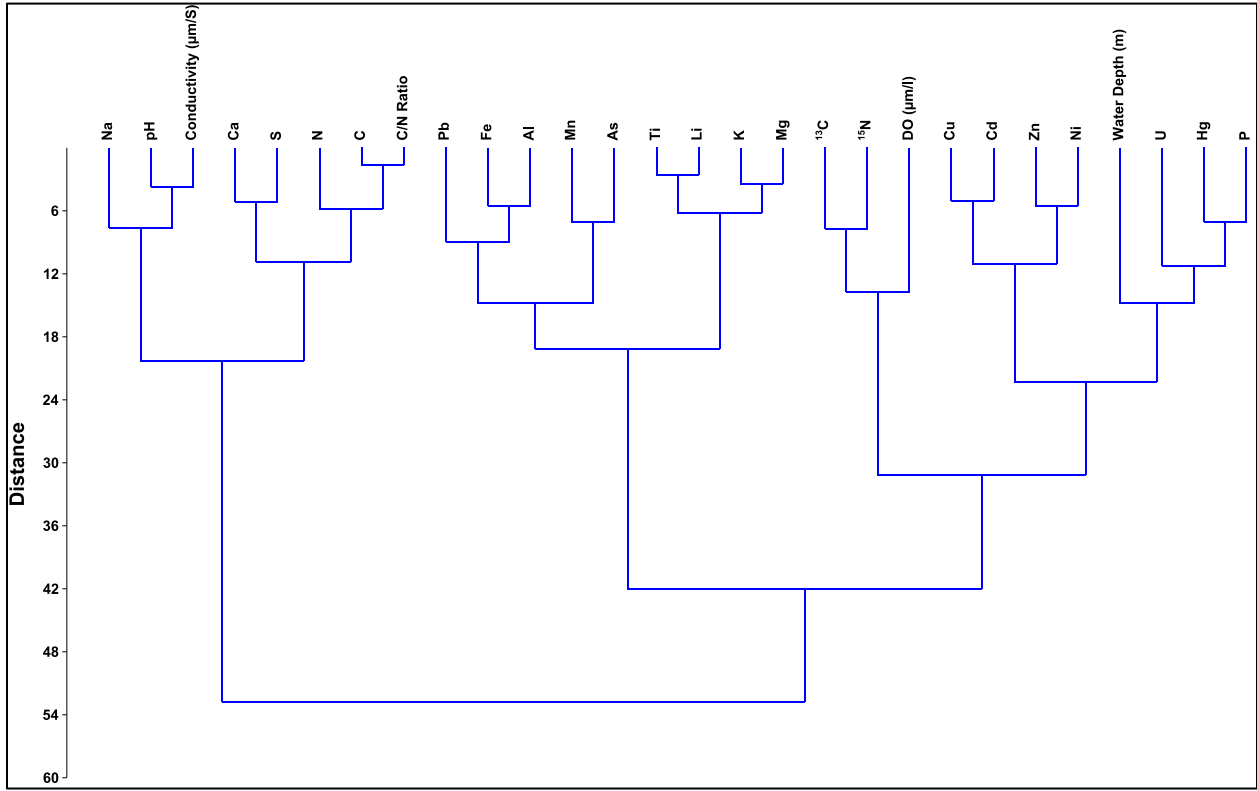 Na
pH
Conductivity (µm/S)
Ca
S
N
C
C/N Ratio
Pb
Fe
Al
Mn
As
Ti
Li
K
Mg
¹³C
¹⁵N
DO (µm/l)
Cu
Cd
Zn
Ni
Water Depth (m)
U
Hg
P
6
12
18
24
30
36
42
48
54
60
Distance